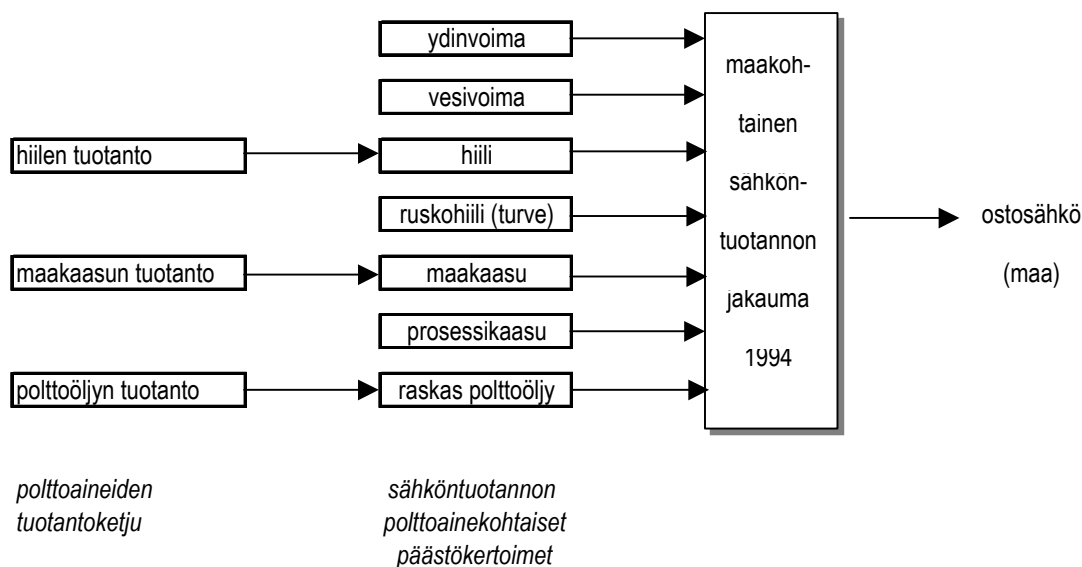 ydinvoima
vesivoima
hiilen tuotanto
hiili
ruskohiili (turve)
maakaasun tuotanto
maakaasu
prosessikaasu
polttoöljyn tuotanto
raskas polttoöljy
maakoh-
tainen
sähkön-
tuotannon
jakauma
1994
ostosähkö
(maa)
polttoaineiden
tuotantoketju
sähköntuotannon
polttoainekohtaiset
päästökertoimet